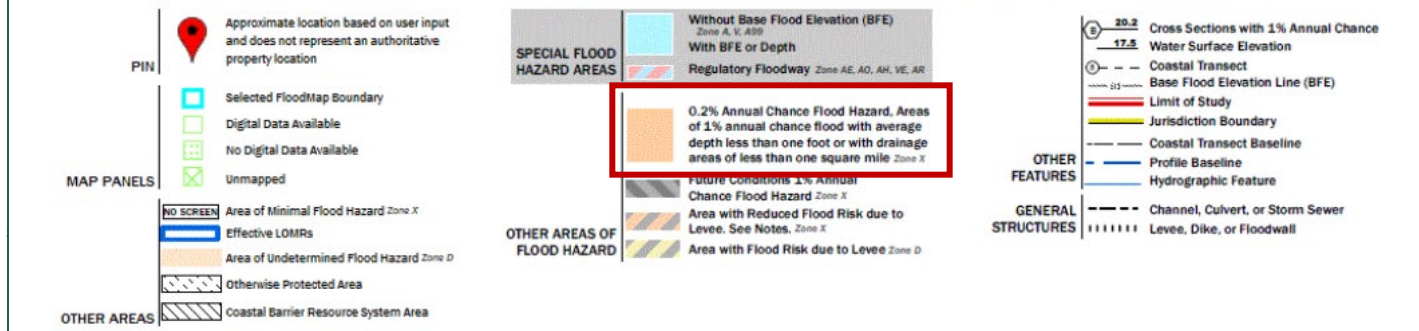 PIN
Approximate location based on user input
and does not represent an authoritative
property location
MAP PANELS
Selected FloodMap Boundary
Digital Data Available
No Digital Data Available
Unmapped
OTHER AREAS
NO SCREEN Area of Minimal Flood Hazard Zone X
Effective LOMRs
Area of Undetermined Flood Hazard Zone D
Otherwise Protected Area
Coastal Barrier Resource System Area
SPECIAL FLOOD
HAZARD AREAS
Without Base Flood Elevation (BFE)
Zone A, V, A99
With BFE or Depth
Regulatory Floodway Zone AE, AO, AH, VE, AR
OTHER AREAS OF
FLOOD HAZARD
0.2% Annual Chance Flood Hazard, Areas
of 1% annual chance flood with average
depth less than one foot or with drainage
areas of less than one square mile Zone X
Future Conditions 1% Annual
Chance Flood Hazard Zone X
Area with Reduced Flood Risk due to
Levee. See Notes. Zone X
Area with Flood Risk due to Levee Zone D
OTHER
FEATURES
20.2 Cross Sections with 1% Annual Chance
17.5 Water Surface Elevation
Coastal Transect
Base Flood Elevation Line (BFE)
Limit of Study
Jurisdiction Boundary
Coastal Transect Baseline
Profile Baseline
Hydrographic Feature
GENERAL
STRUCTURES
Channel, Culvert, or Storm Sewer
Levee, Dike, or Floodwall